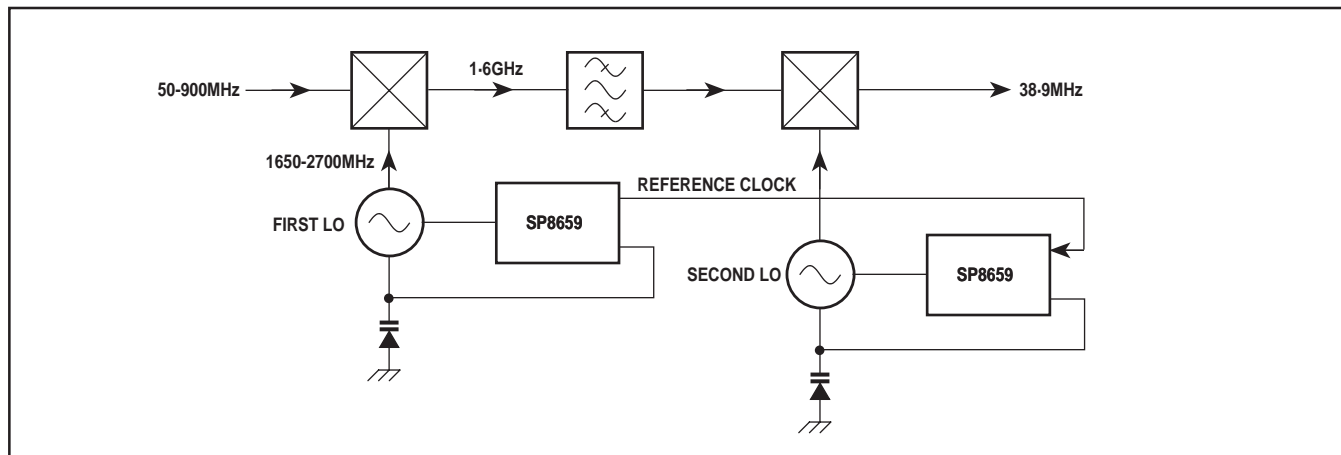 50-900MHz
1·6GHz
38·9MHz
1650-2700MHz
REFERENCE CLOCK
FIRST LO
SP8659
SECOND LO
SP8659